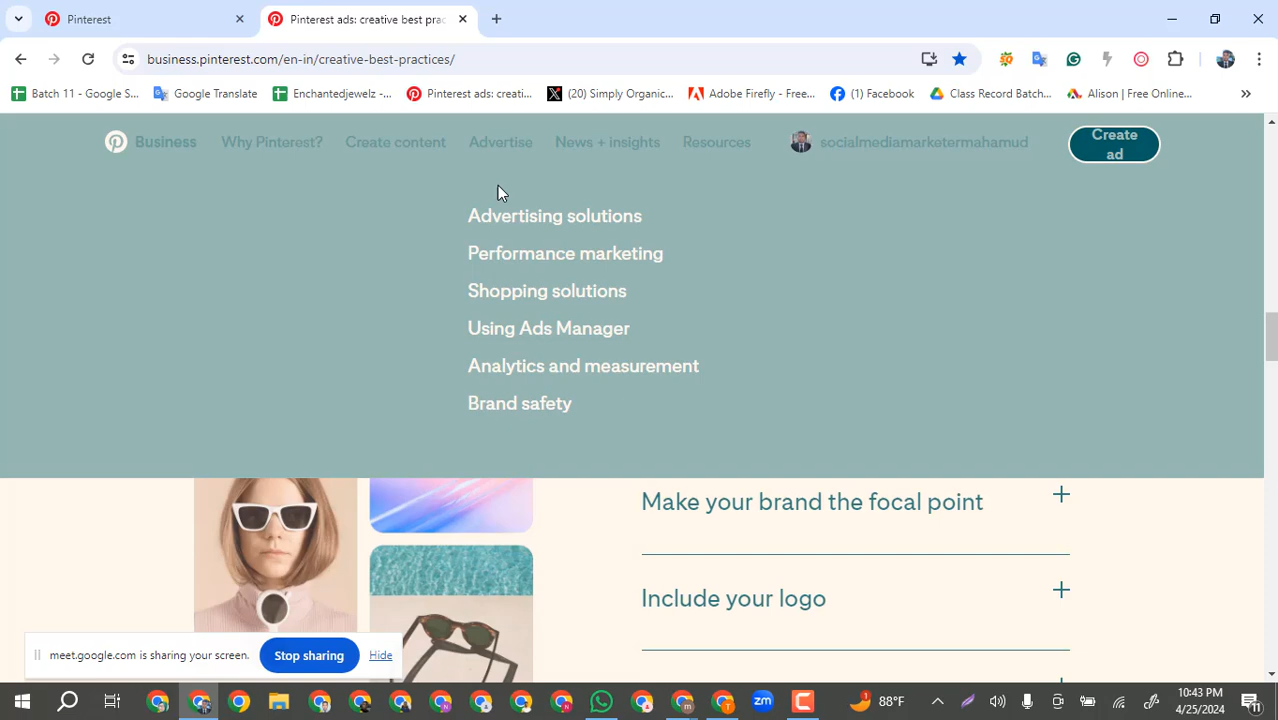 Pinterest
Pinterest ads: creative best prac
business.pinterest.com/en-in/creative-best-practices/
Batch 11 - Google S...
Google Translate
Enchantedjewelz - ...
Pinterest ads: creati...
(20) Simply Organic...
Adobe Firefly - Free...
(1) Facebook
Class Record Batch...
Alison | Free Online...
Business
Why Pinterest?
Create content
Advertise
News + insights
Resources
socialmediamarketermahamud
Create
ad
Advertising solutions
Performance marketing
Shopping solutions
Using Ads Manager
Analytics and measurement
Brand safety
Make your brand the focal point
Include your logo
meet.google.com is sharing your screen.
Stop sharing
Hide
88°F
10:43 PM
4/25/2024